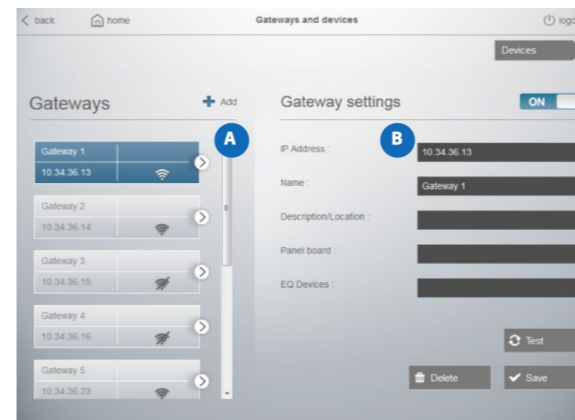 back
home
Gateways and devices
logo
Devices
Gateways
Add
Gateway settings
ON
A
B
Gateway 1
10.34.36.13
Gateway 2
10.34.36.14
Gateway 3
10.34.36.15
Gateway 4
10.34.36.16
Gateway 5
10.34.36.23
IP Address :
10.34.36.13
Name :
Gateway 1
Description/Location :
Panel board :
EQ Devices :
Test
Delete
Save